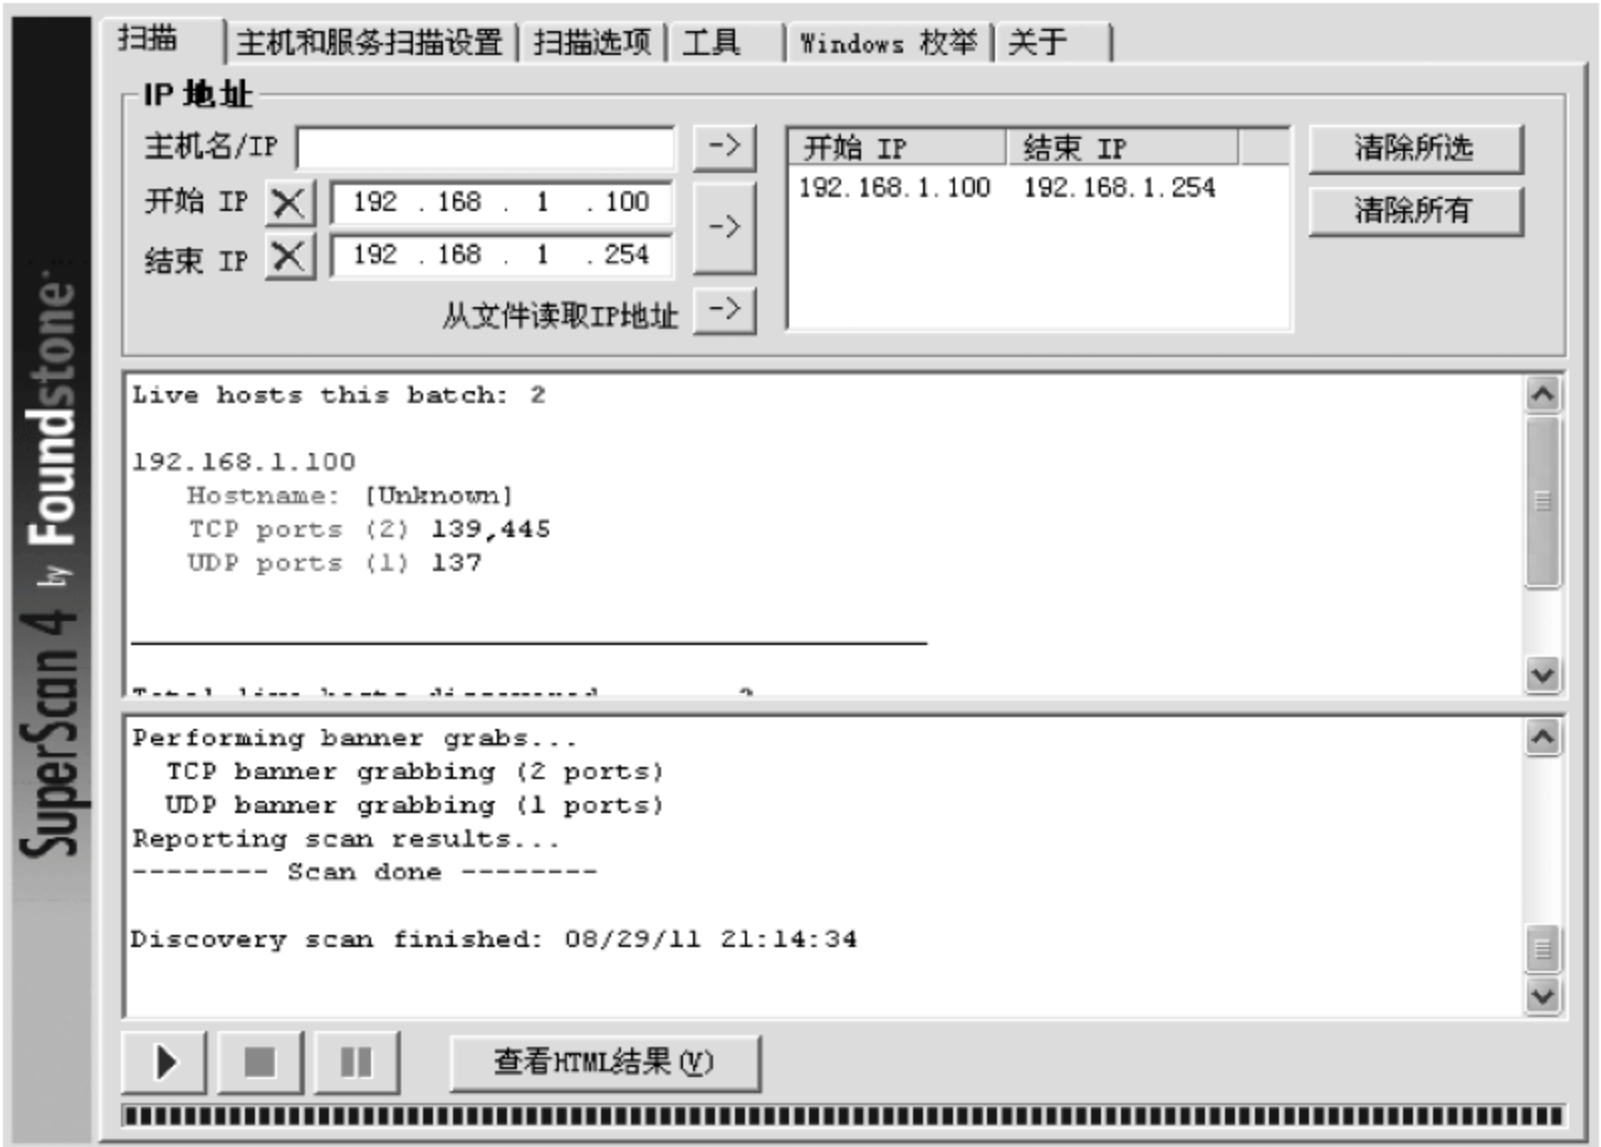 SuperScan 4 by Foundstone
扫描 主机和服务扫描设置 扫描选项 工具 Windows 枚举 关于
IP 地址
主机名/IP ->
开始 IP 192 . 168 . 1 . 100 ->
结束 IP 192 . 168 . 1 . 254
从文件读取IP地址 ->
开始 IP 结束 IP
192.168.1.100 192.168.1.254
清除所选
清除所有
Live hosts this batch: 2
192.168.1.100
Hostname: [Unknown]
TCP ports (2) 139,445
UDP ports (1) 137
Total live hosts discovered 2
Performing banner grabs...
TCP banner grabbing (2 ports)
UDP banner grabbing (1 ports)
Reporting scan results...
-------- Scan done --------
Discovery scan finished: 08/29/11 21:14:34
查看HTML结果(V)